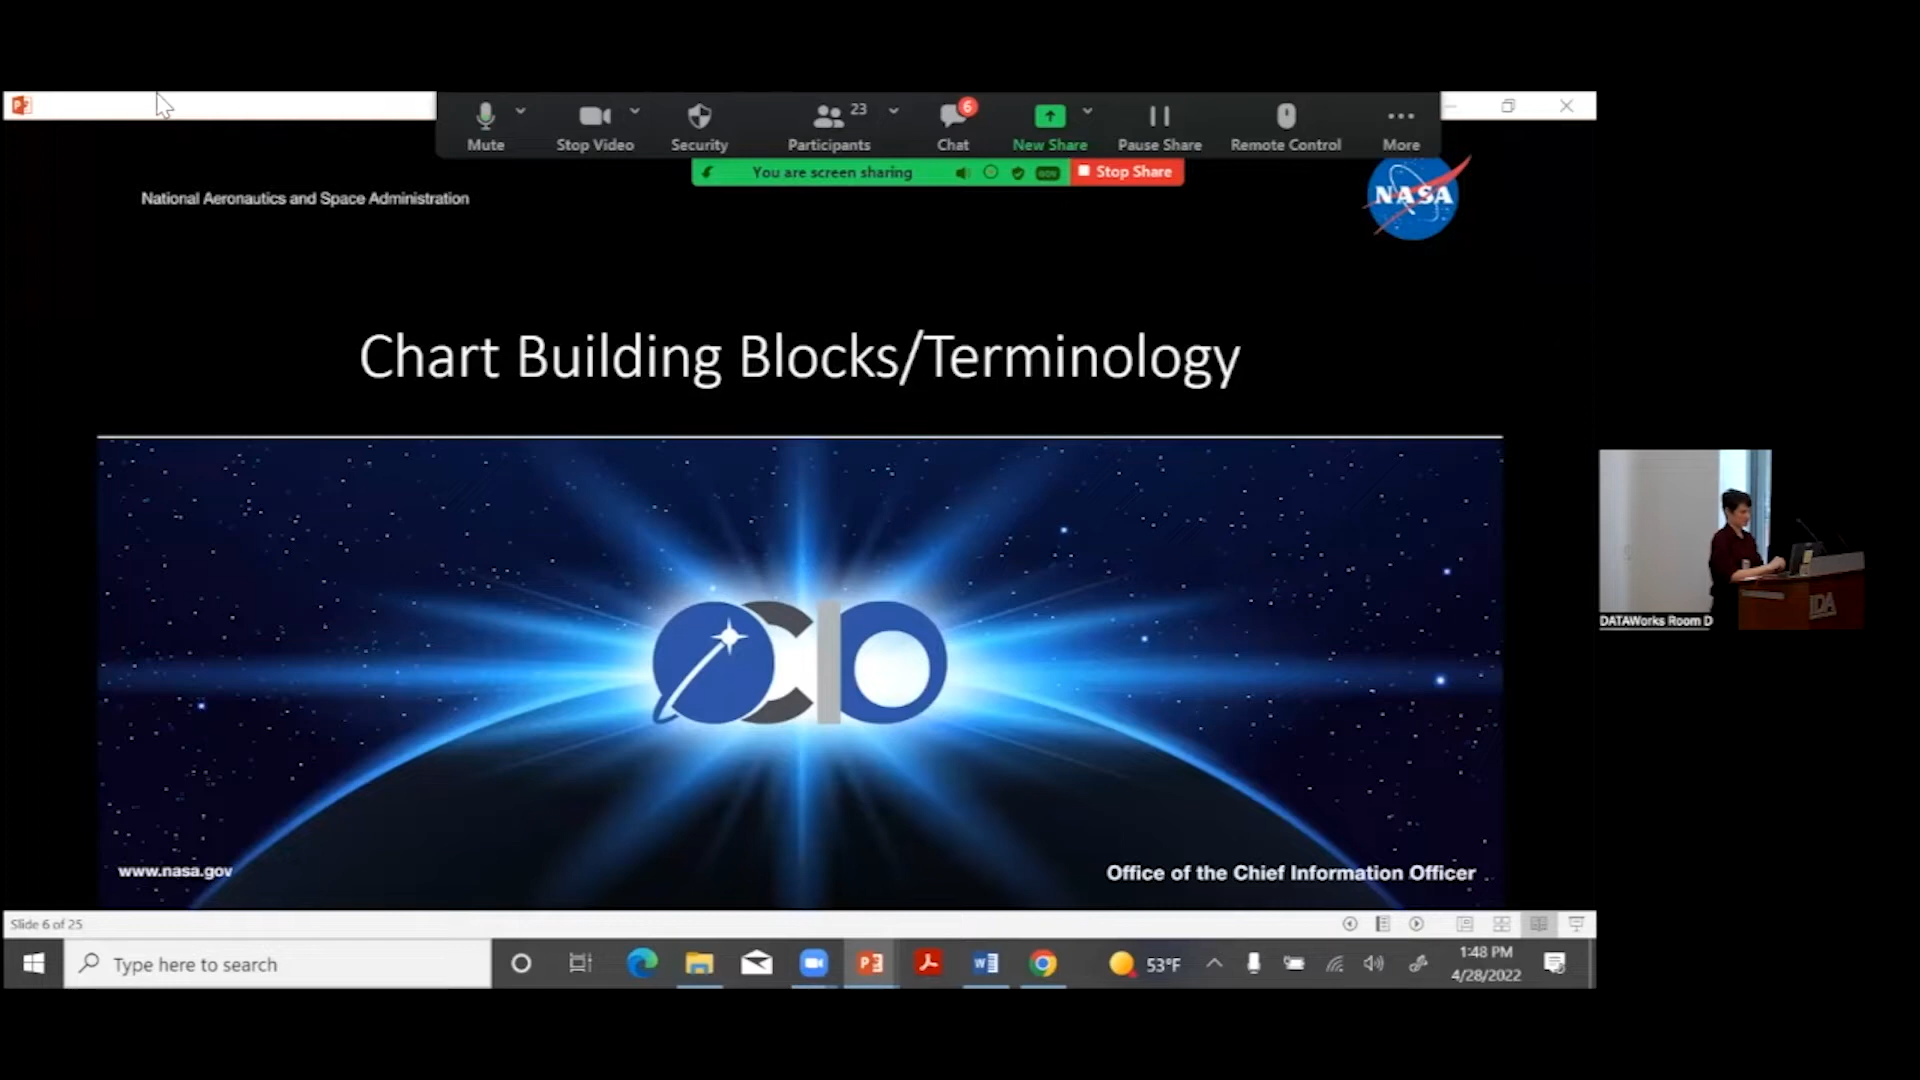 Mute
Stop Video
Security
Participants
23
Chat
6
New Share
Pause Share
Remote Control
More
You are screen sharing
Stop Share
National Aeronautics and Space Administration
NASA
Chart Building Blocks/Terminology
OCIO
www.nasa.gov
Office of the Chief Information Officer
DATAWorks Room D
IDA
Slide 6 of 25
Type here to search
53°F
1:48 PM
4/28/2022